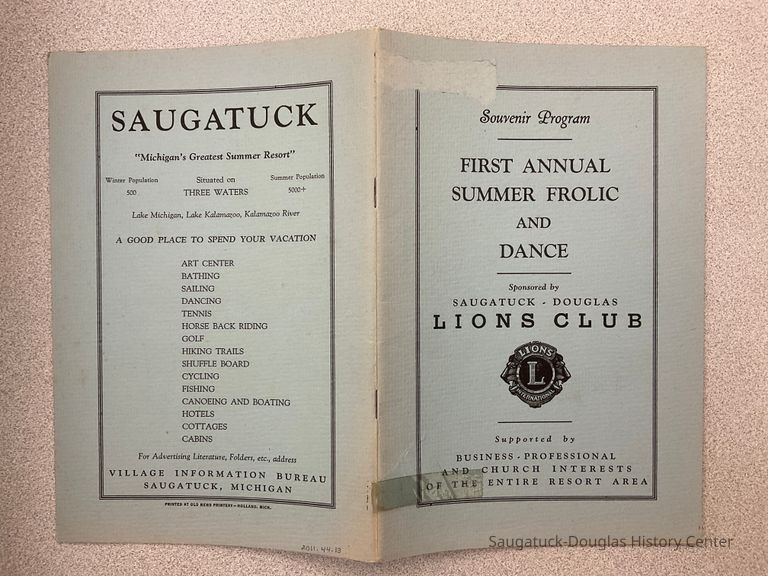 SAUGATUCK
"Michigan's Greatest Summer Resort"
Winter Population Situated on Summer Population
500 THREE WATERS 5000+
Lake Michigan, Lake Kalamazoo, Kalamazoo River
A GOOD PLACE TO SPEND YOUR VACATION
ART CENTER
BATHING
SAILING
DANCING
TENNIS
HORSE BACK RIDING
GOLF
HIKING TRAILS
SHUFFLE BOARD
CYCLING
FISHING
CANOEING AND BOATING
HOTELS
COTTAGES
CABINS
For Advertising Literature, Folders, etc., address
VILLAGE INFORMATION BUREAU
SAUGATUCK, MICHIGAN
PRINTED AT OLD NEWS PRINTERY—HOLLAND, MICH.
2011.44.13
Souvenir Program
FIRST ANNUAL
SUMMER FROLIC
AND
DANCE
Sponsored by
SAUGATUCK - DOUGLAS
LIONS CLUB
LIONS
L
INTERNATIONAL
Supported by
BUSINESS - PROFESSIONAL
AND CHURCH INTERESTS
OF THE ENTIRE RESORT AREA
Saugatuck-Douglas History Center